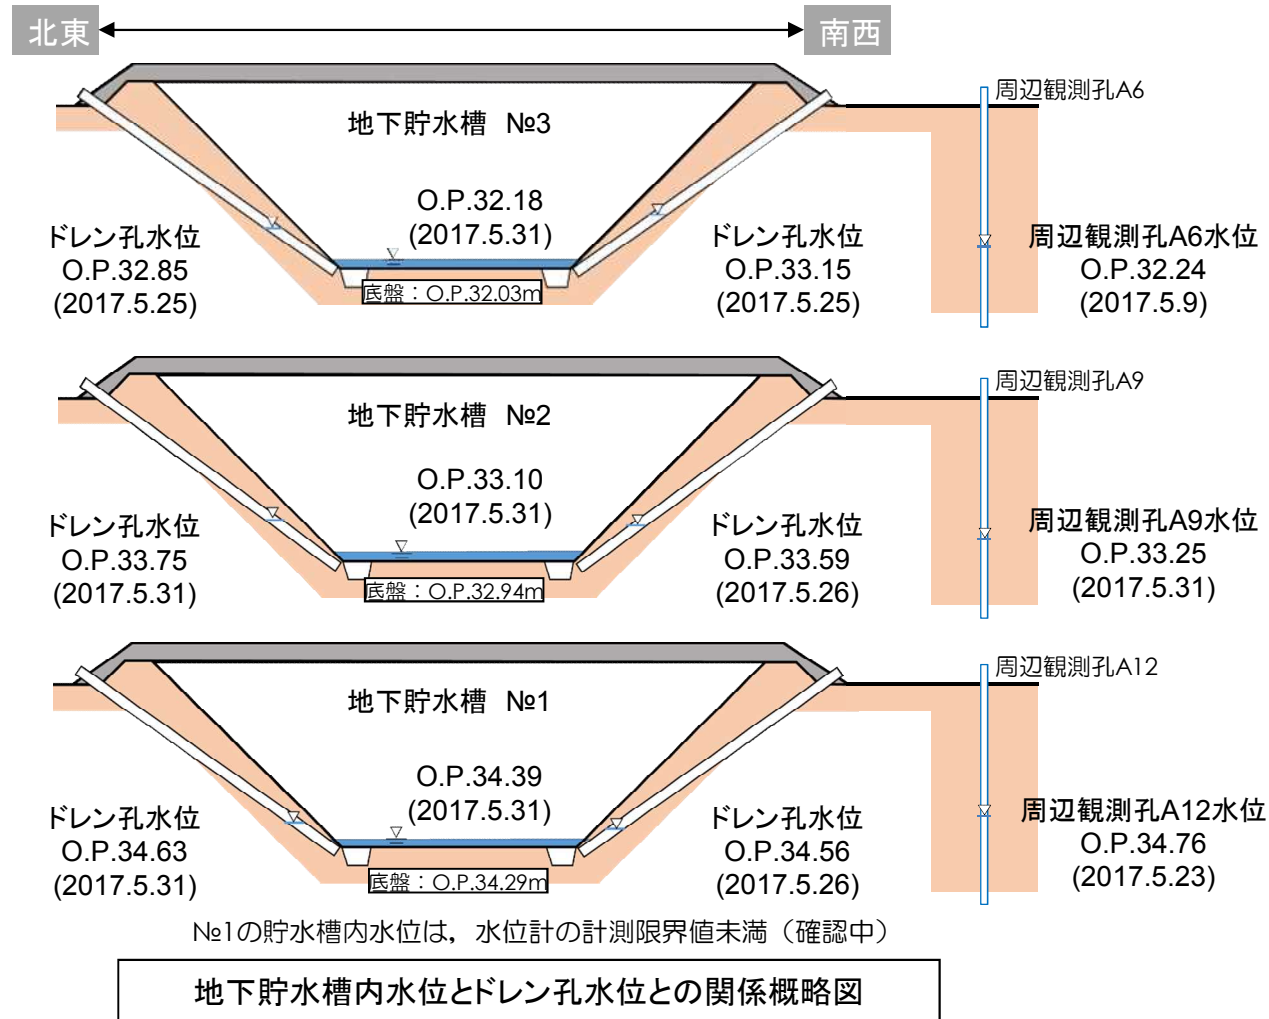 北東
南西
周辺観測孔A6
地下貯水槽 №3
O.P.32.18
(2017.5.31)
ドレン孔水位
O.P.32.85
(2017.5.25)
ドレン孔水位
O.P.33.15
(2017.5.25)
周辺観測孔A6水位
O.P.32.24
(2017.5.9)
底盤：O.P.32.03m
周辺観測孔A9
地下貯水槽 №2
O.P.33.10
(2017.5.31)
ドレン孔水位
O.P.33.75
(2017.5.31)
ドレン孔水位
O.P.33.59
(2017.5.26)
周辺観測孔A9水位
O.P.33.25
(2017.5.31)
底盤：O.P.32.94m
周辺観測孔A12
地下貯水槽 №1
O.P.34.39
(2017.5.31)
ドレン孔水位
O.P.34.63
(2017.5.31)
ドレン孔水位
O.P.34.56
(2017.5.26)
周辺観測孔A12水位
O.P.34.76
(2017.5.23)
底盤：O.P.34.29m
№1の貯水槽内水位は，水位計の計測限界値未満（確認中）
地下貯水槽内水位とドレン孔水位との関係概略図